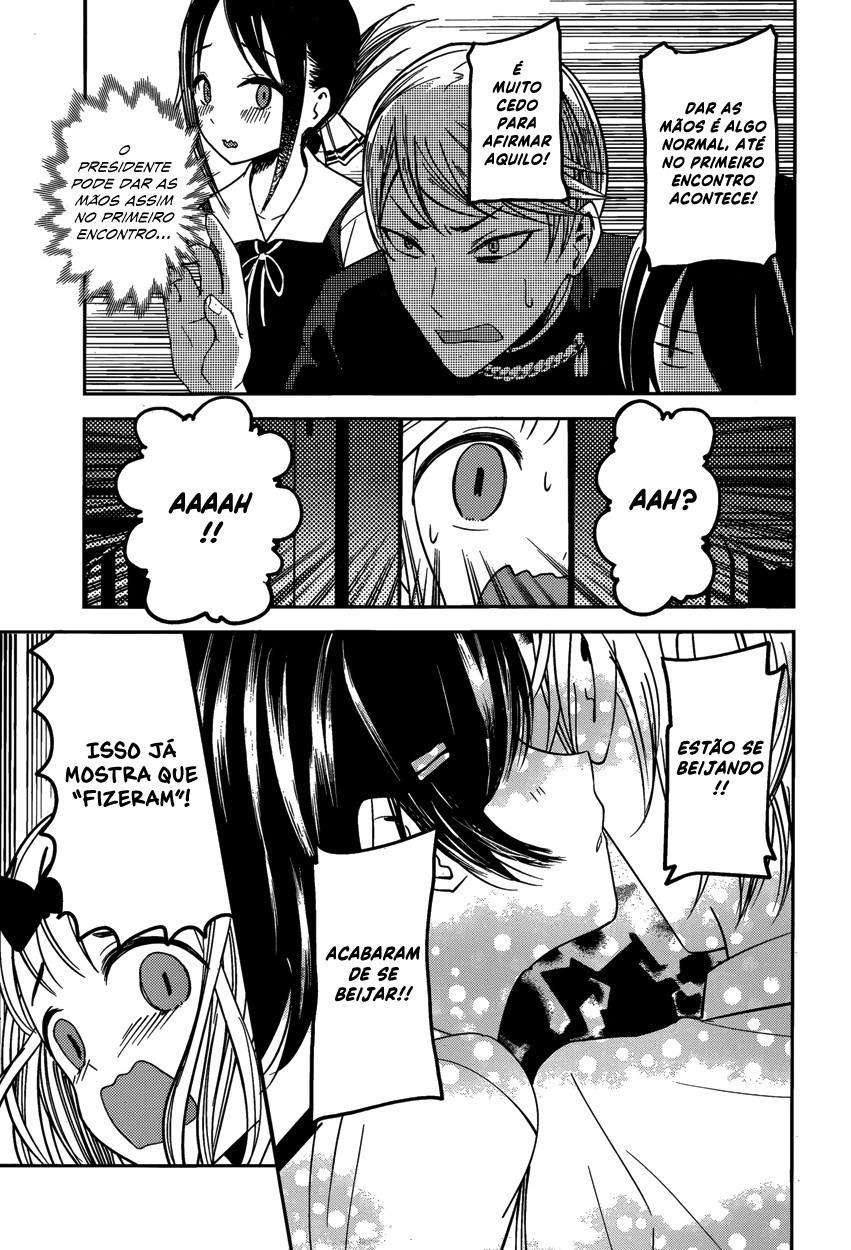 DAR AS
MÃOS É ALGO
NORMAL, ATÉ
NO PRIMEIRO
ENCONTRO
ACONTECE!
É
MUITO
CEDO
PARA
AFIRMAR
AQUILO!
O
PRESIDENTE
PODE DAR AS
MÃOS ASSIM
NO PRIMEIRO
ENCONTRO...
AAH?
AAAAH
!!
ESTÃO SE
BEIJANDO
!!
ACABARAM
DE SE
BEIJAR!!
ISSO JÁ
MOSTRA QUE
"FIZERAM"!